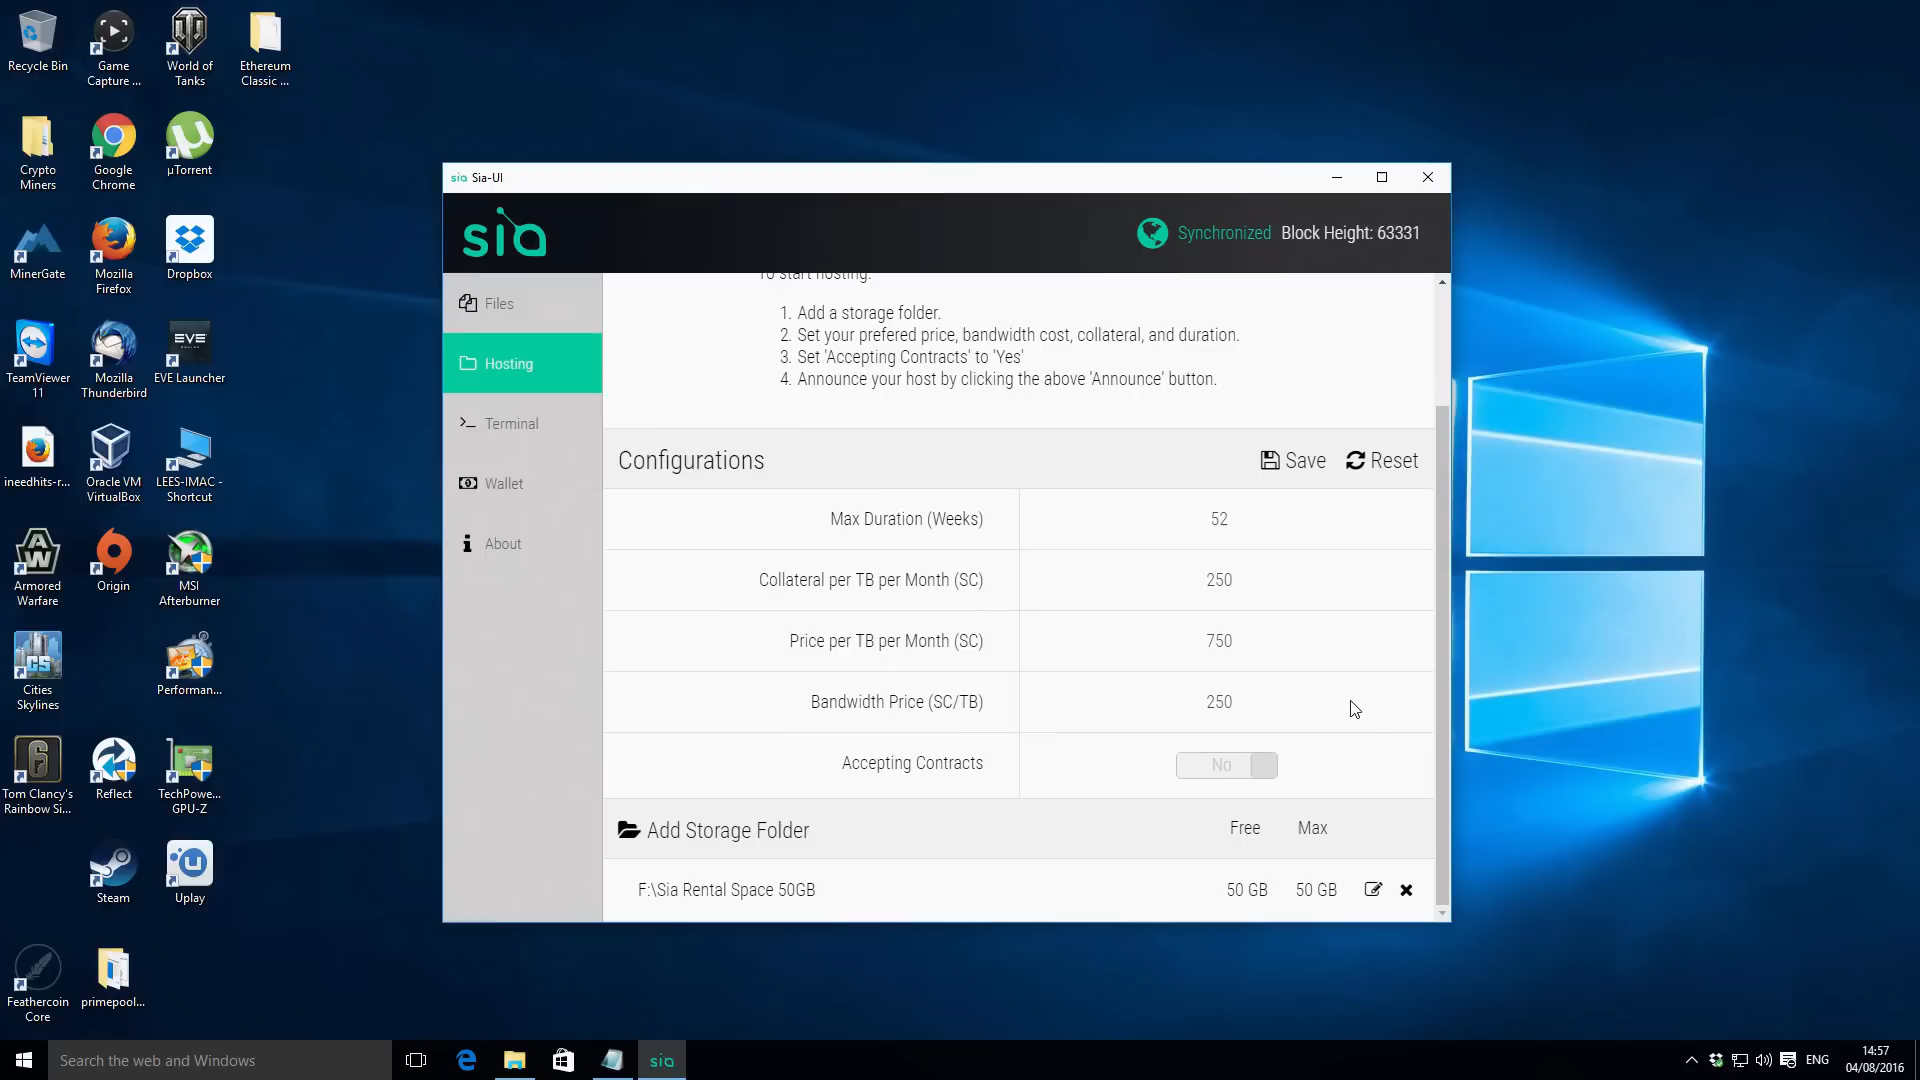 Recycle Bin
Game
Capture ...
World of
Tanks
Ethereum
Classic ...
Crypto
Miners
Google
Chrome
µTorrent
MinerGate
Mozilla
Firefox
Dropbox
TeamViewer
11
Mozilla
Thunderbird
EVE
EVE Launcher
ineedhits-r...
Oracle VM
VirtualBox
LEES-IMAC -
Shortcut
AW
Armored
Warfare
Origin
MSI
Afterburner
CS
Cities
Skylines
Performan...
6
Tom Clancy's
Rainbow Si...
Reflect
TechPowe...
GPU-Z
Steam
Uplay
Feathercoin
Core
primepool...
sia Sia-UI
sia
Synchronized Block Height: 63331
Files
Hosting
Terminal
Wallet
About
To start hosting:
1. Add a storage folder.
2. Set your prefered price, bandwidth cost, collateral, and duration.
3. Set 'Accepting Contracts' to 'Yes'
4. Announce your host by clicking the above 'Announce' button.
Configurations Save Reset
Max Duration (Weeks) 52
Collateral per TB per Month (SC) 250
Price per TB per Month (SC) 750
Bandwidth Price (SC/TB) 250
Accepting Contracts No
Add Storage Folder Free Max
F:\Sia Rental Space 50GB 50 GB 50 GB
Search the web and Windows
sia
ENG
14:57
04/08/2016